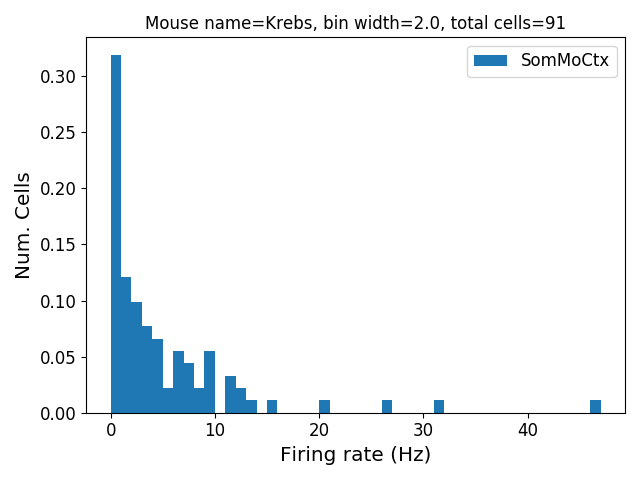 Mouse name=Krebs, bin width=2.0, total cells=91
SomMoCtx
0.30
0.25
0.20
0.15
0.10
0.05
0.00
Num. Cells
0 10 20 30 40
Firing rate (Hz)